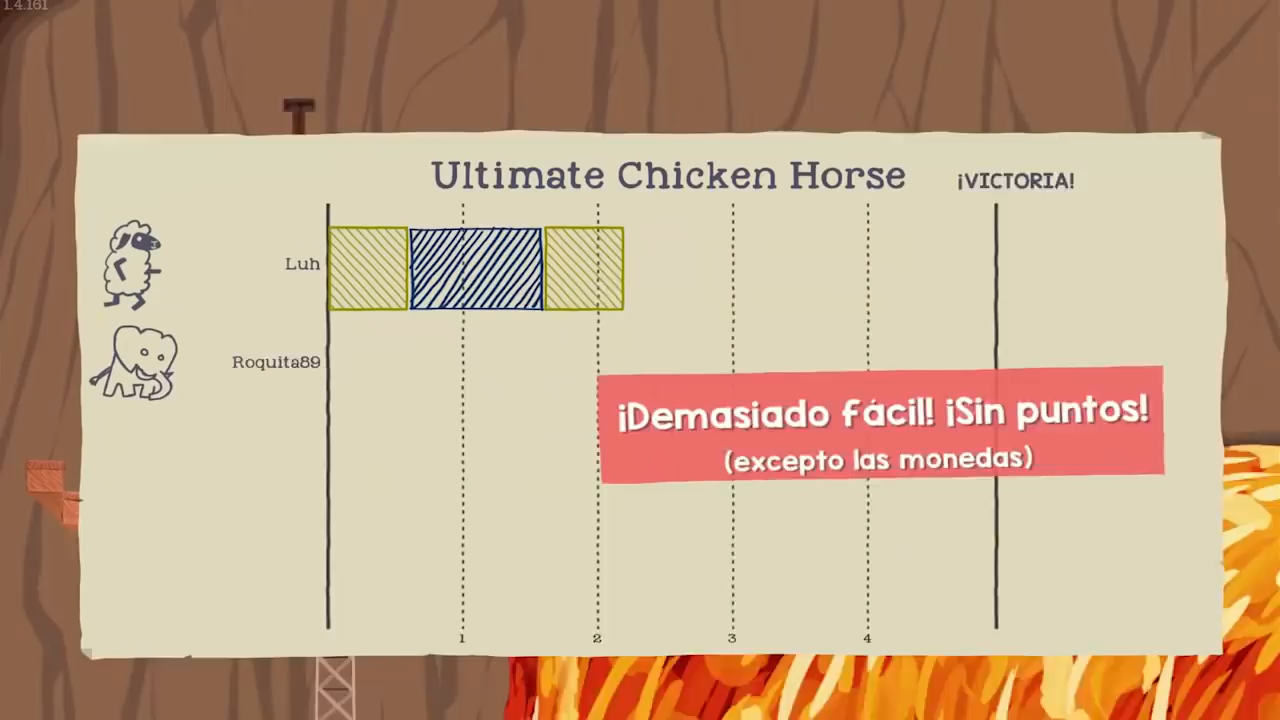 1.4.161
Ultimate Chicken Horse
¡VICTORIA!
Luh
Roquita89
¡Demasiado fácil! ¡Sin puntos!
(excepto las monedas)
1 2 3 4